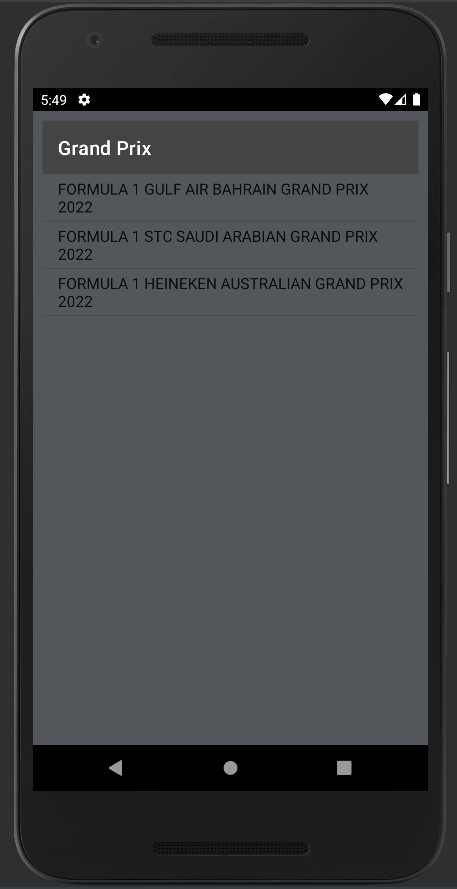 5:49
Grand Prix
FORMULA 1 GULF AIR BAHRAIN GRAND PRIX
2022
FORMULA 1 STC SAUDI ARABIAN GRAND PRIX
2022
FORMULA 1 HEINEKEN AUSTRALIAN GRAND PRIX
2022